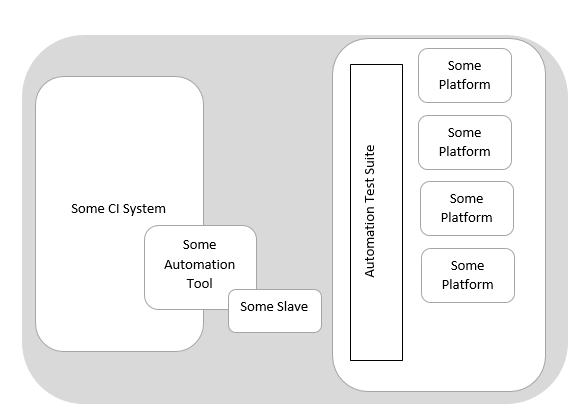 Some CI System
Some
Automation
Tool
Some Slave
Automation Test Suite
Some
Platform
Some
Platform
Some
Platform
Some
Platform